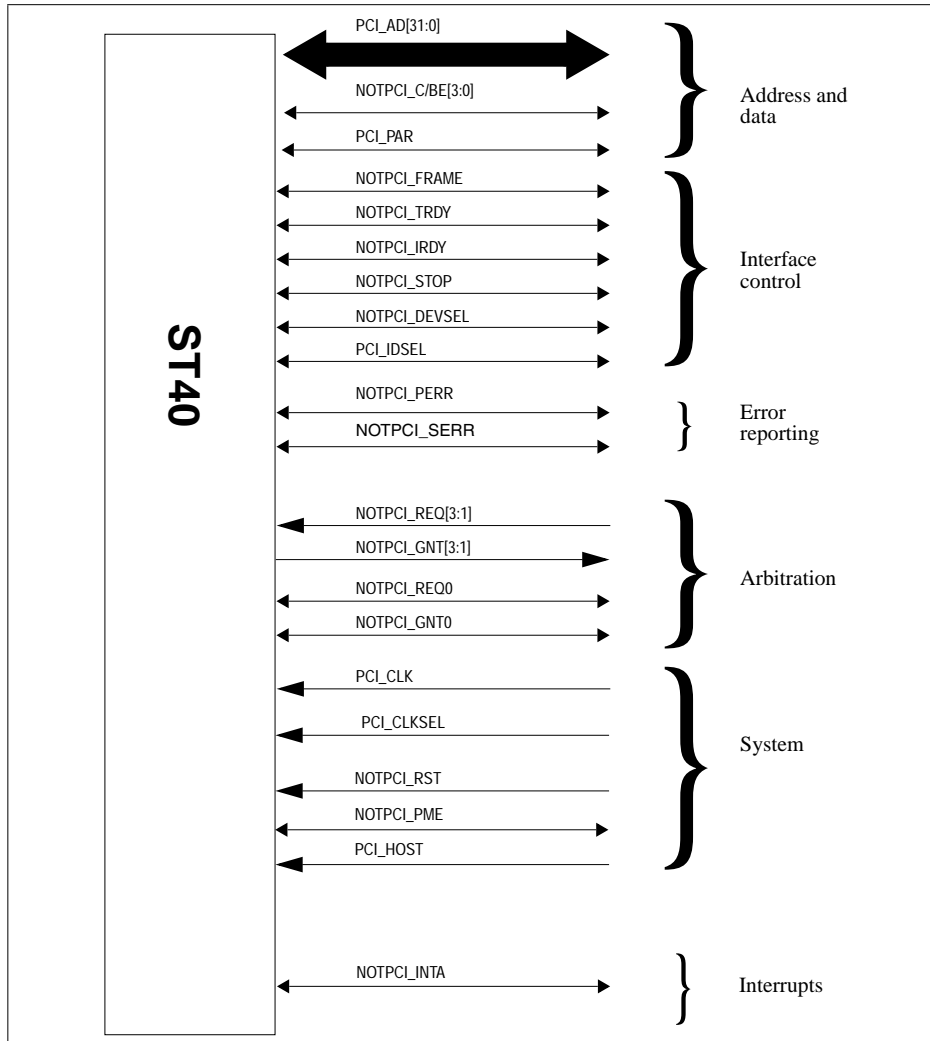 PCI_AD[31:0]
NOTPCI_C/BE[3:0]
PCI_PAR
Address and
data
NOTPCI_FRAME
NOTPCI_TRDY
NOTPCI_IRDY
NOTPCI_STOP
NOTPCI_DEVSEL
PCI_IDSEL
Interface
control
ST40
NOTPCI_PERR
NOTPCI_SERR
Error
reporting
NOTPCI_REQ[3:1]
NOTPCI_GNT[3:1]
NOTPCI_REQ0
NOTPCI_GNT0
Arbitration
PCI_CLK
PCI_CLKSEL
NOTPCI_RST
NOTPCI_PME
PCI_HOST
System
NOTPCI_INTA
Interrupts